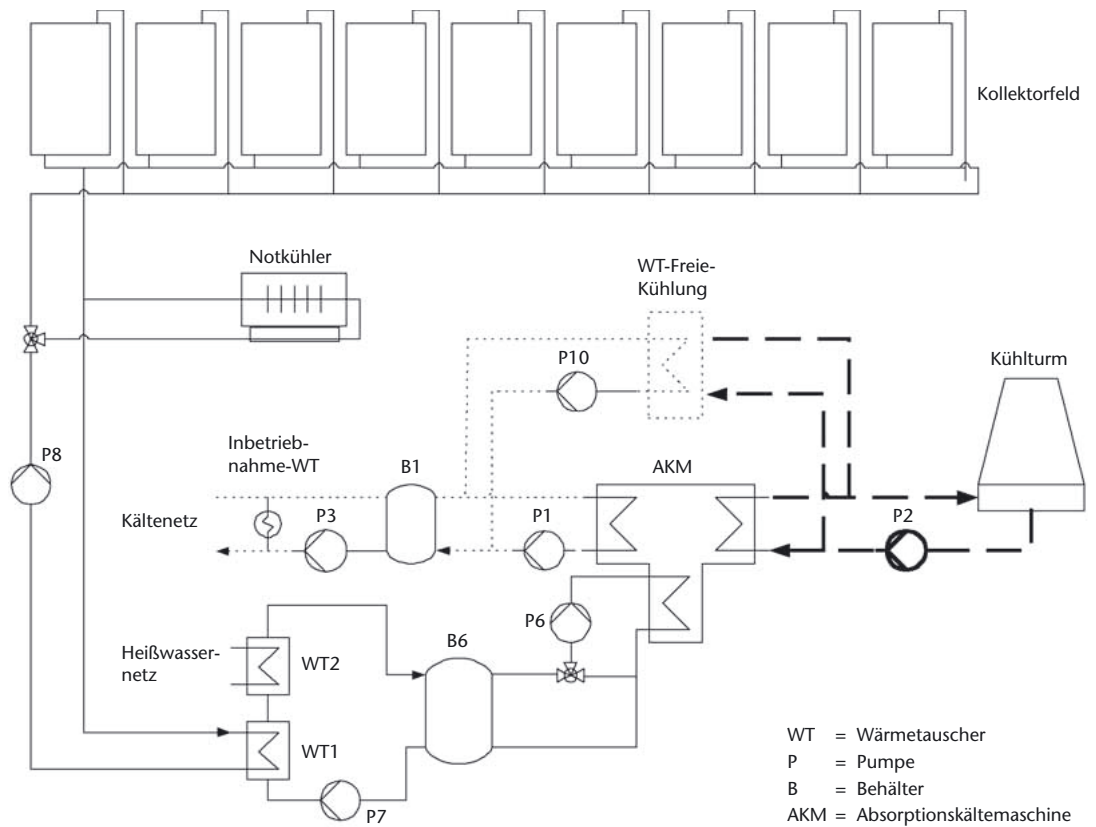 Kollektorfeld
Notkühler
WT-Freie-
Kühlung
P10
Kühlturm
P8
Inbetrieb-
nahme-WT
B1
AKM
Kältenetz
P3
P1
P2
P6
B6
Heißwasser-
netz
WT2
WT1
P7
WT = Wärmetauscher
P = Pumpe
B = Behälter
AKM = Absorptionskältemaschine